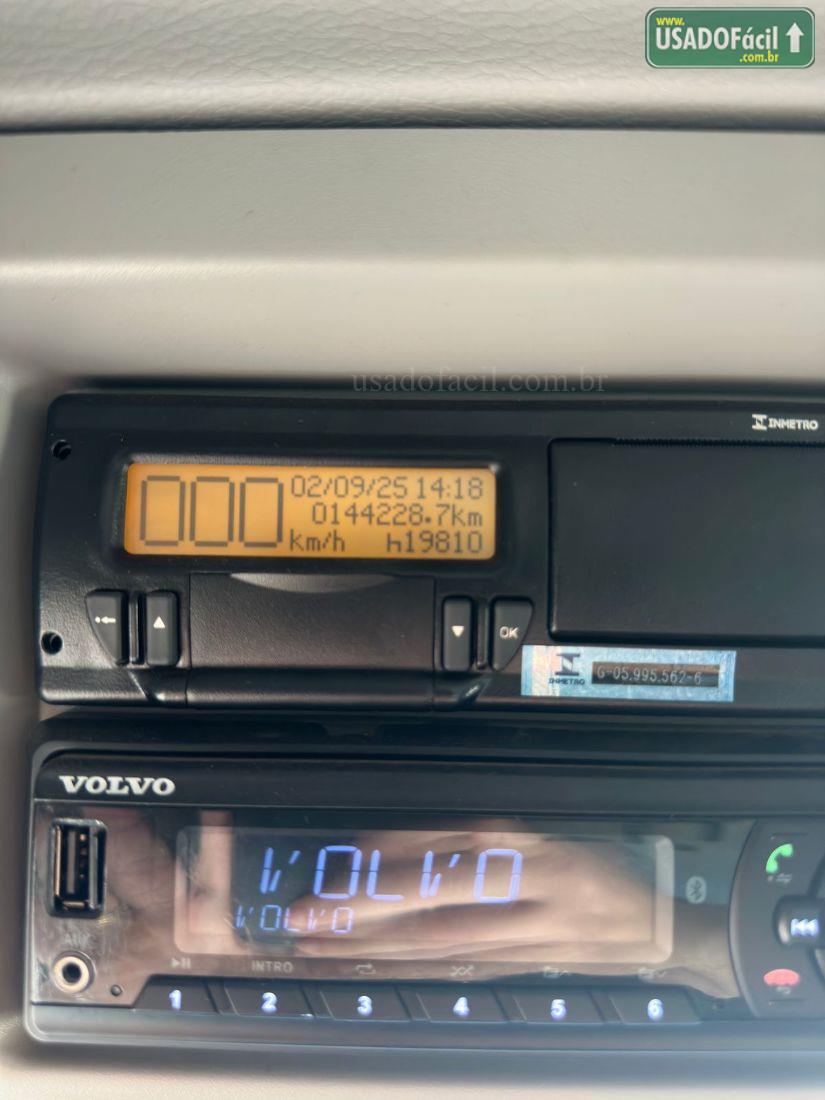 www.
USADOFácil
.com.br
usadofacil.com.br
INMETRO
000 02/09/25 14:18
0144228.7km
km/h h19810
OK
INMETRO G-05.995.562-6
VOLVO
VOLVO
VOLVO
AUX
INTRO
1 2 3 4 5 6